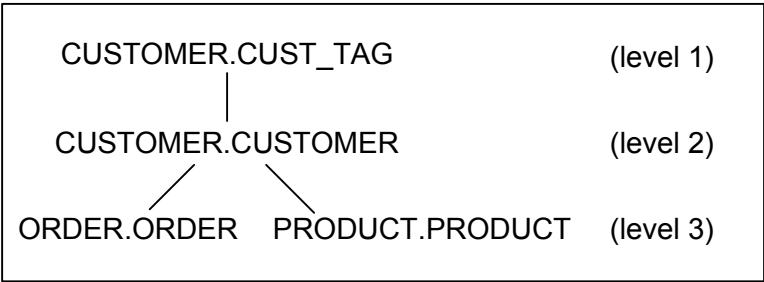 CUSTOMER.CUST_TAG (level 1)
CUSTOMER.CUSTOMER (level 2)
ORDER.ORDER PRODUCT.PRODUCT (level 3)